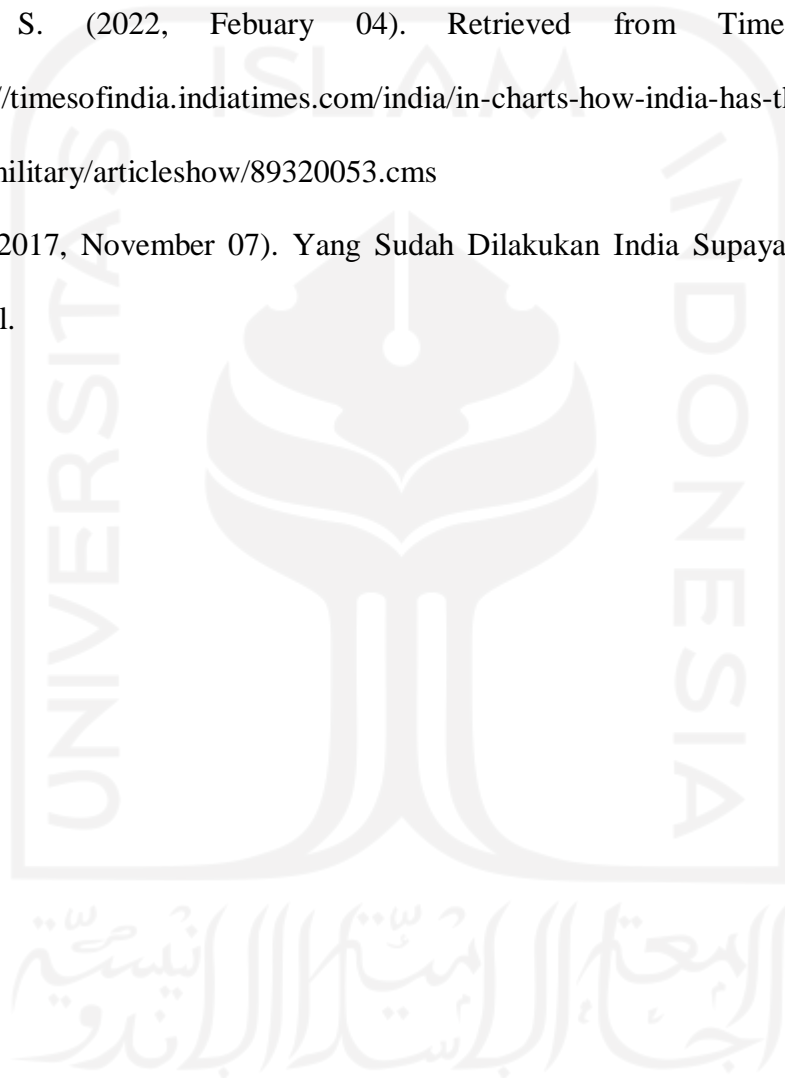 S. (2022, Febuary 04). Retrieved from Time
//timesofindia.indiatimes.com/india/in-charts-how-india-has-t
military/articleshow/89320053.cms
2017, November 07). Yang Sudah Dilakukan India Supaya
l.
ISLAM
UNIVERSITAS
INDONESIA